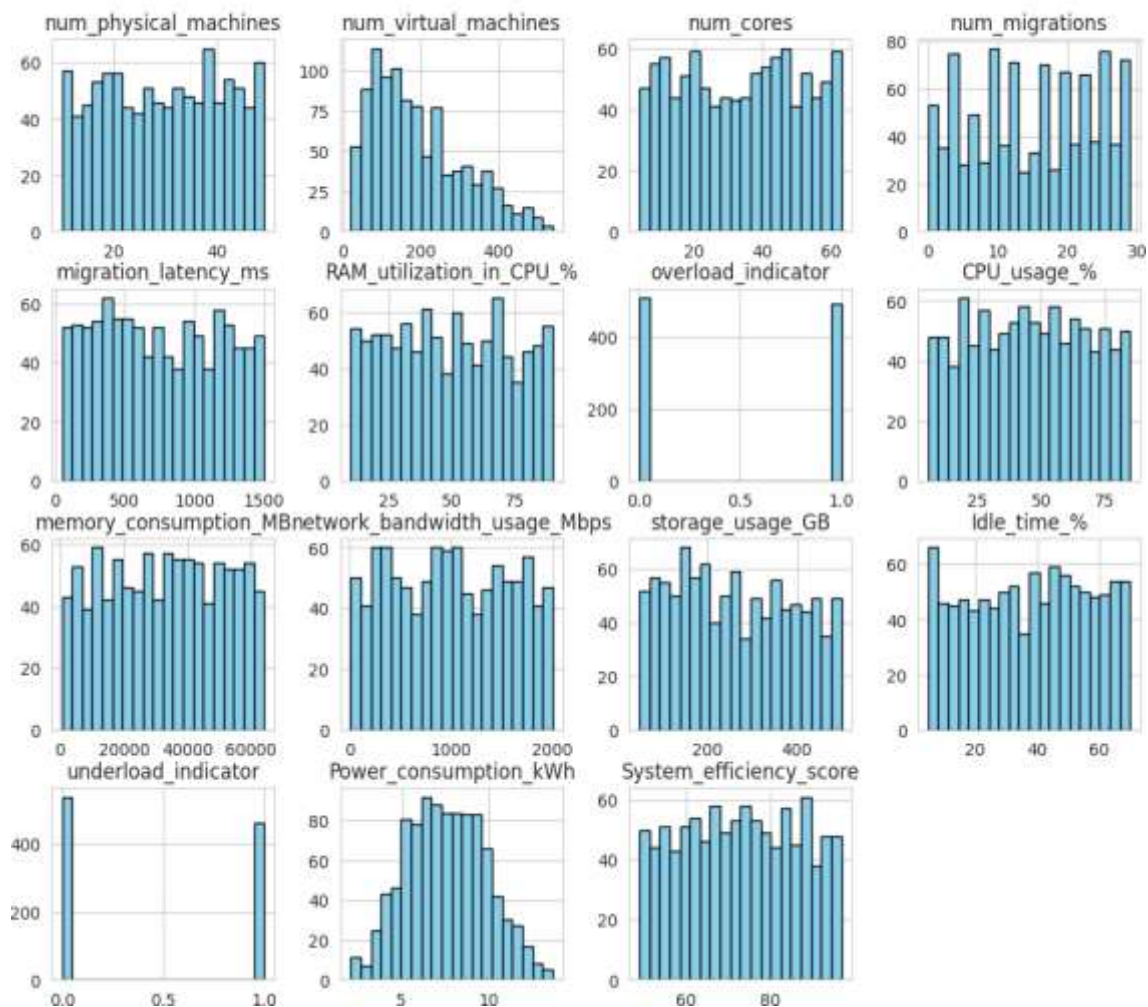 num_physical_machines num_virtual_machines num_cores num_migrations
60 40 20 0
20 40
100 75 50 25 0
0 200 400
60 40 20 0
20 40 60
80 60 40 20 0
0 10 20 30
migration_latency_ms RAM_utilization_in_CPU_% overload_indicator CPU_usage_%
60 40 20 0
0 500 1000 1500
60 40 20 0
25 50 75
400 200 0
0.0 0.5 1.0
60 40 20 0
25 50 75
memory_consumption_MB network_bandwidth_usage_Mbps storage_usage_GB Idle_time_%
60 40 20 0
0 20000 40000 60000
60 40 20 0
0 1000 2000
60 40 20 0
200 400
60 40 20 0
20 40 60
underload_indicator Power_consumption_kWh System_efficiency_score
400 200 0
0.0 0.5 1.0
80 60 40 20 0
5 10
60 40 20 0
60 80